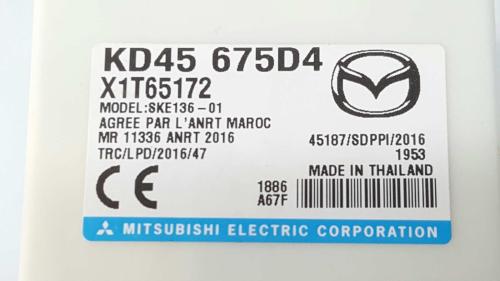 KD45 675D4
X1T65172
MODEL:SKE136-01
AGREE PAR L'ANRT MAROC
MR 11336 ANRT 2016
TRC/LPD/2016/47
45187/SDPPI/2016
1953
MADE IN THAILAND
CE
1886
A67F
MITSUBISHI ELECTRIC CORPORATION